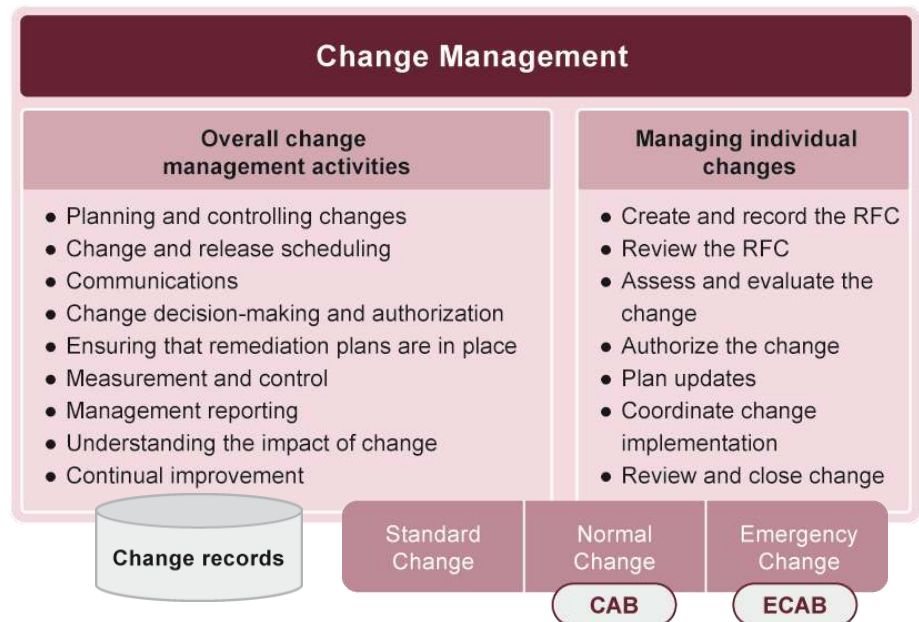 Change Management
Overall change
management activities
● Planning and controlling changes
● Change and release scheduling
● Communications
● Change decision-making and authorization
● Ensuring that remediation plans are in place
● Measurement and control
● Management reporting
● Understanding the impact of change
● Continual improvement
Managing individual
changes
● Create and record the RFC
● Review the RFC
● Assess and evaluate the
change
● Authorize the change
● Plan updates
● Coordinate change
implementation
● Review and close change
Change records
Standard
Change
Normal
Change
Emergency
Change
CAB
ECAB